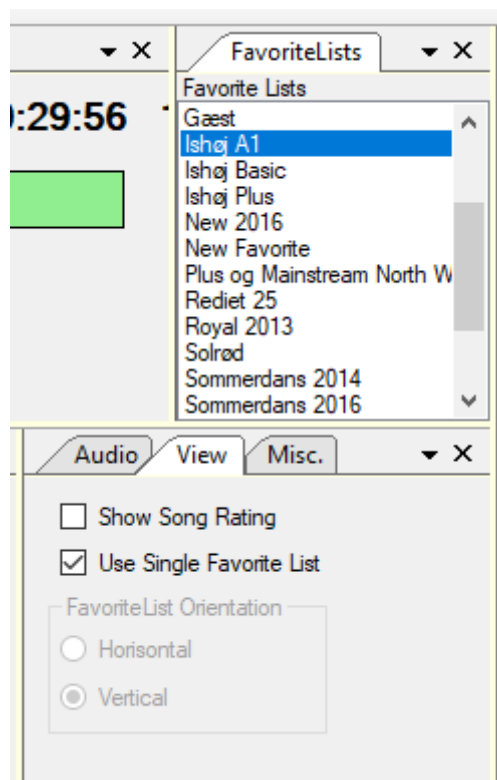 FavoriteLists
Favorite Lists
:29:56
Gæst
Ishøj A1
Ishøj Basic
Ishøj Plus
New 2016
New Favorite
Plus og Mainstream North W
Rediet 25
Royal 2013
Solrød
Sommerdans 2014
Sommerdans 2016
Audio
View
Misc.
Show Song Rating
Use Single Favorite List
FavoriteList Orientation
Horisontal
Vertical